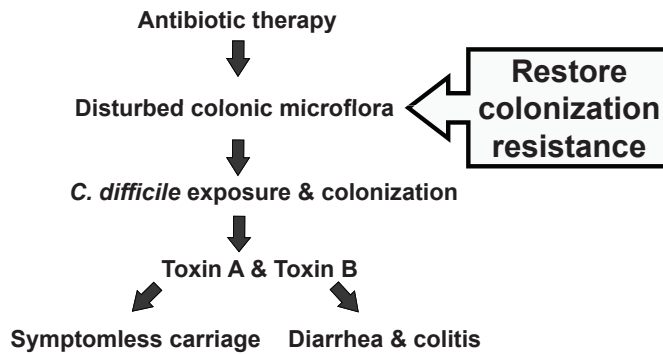 Antibiotic therapy
Disturbed colonic microflora
Restore
colonization
resistance
C. difficile exposure & colonization
Toxin A & Toxin B
Symptomless carriage
Diarrhea & colitis